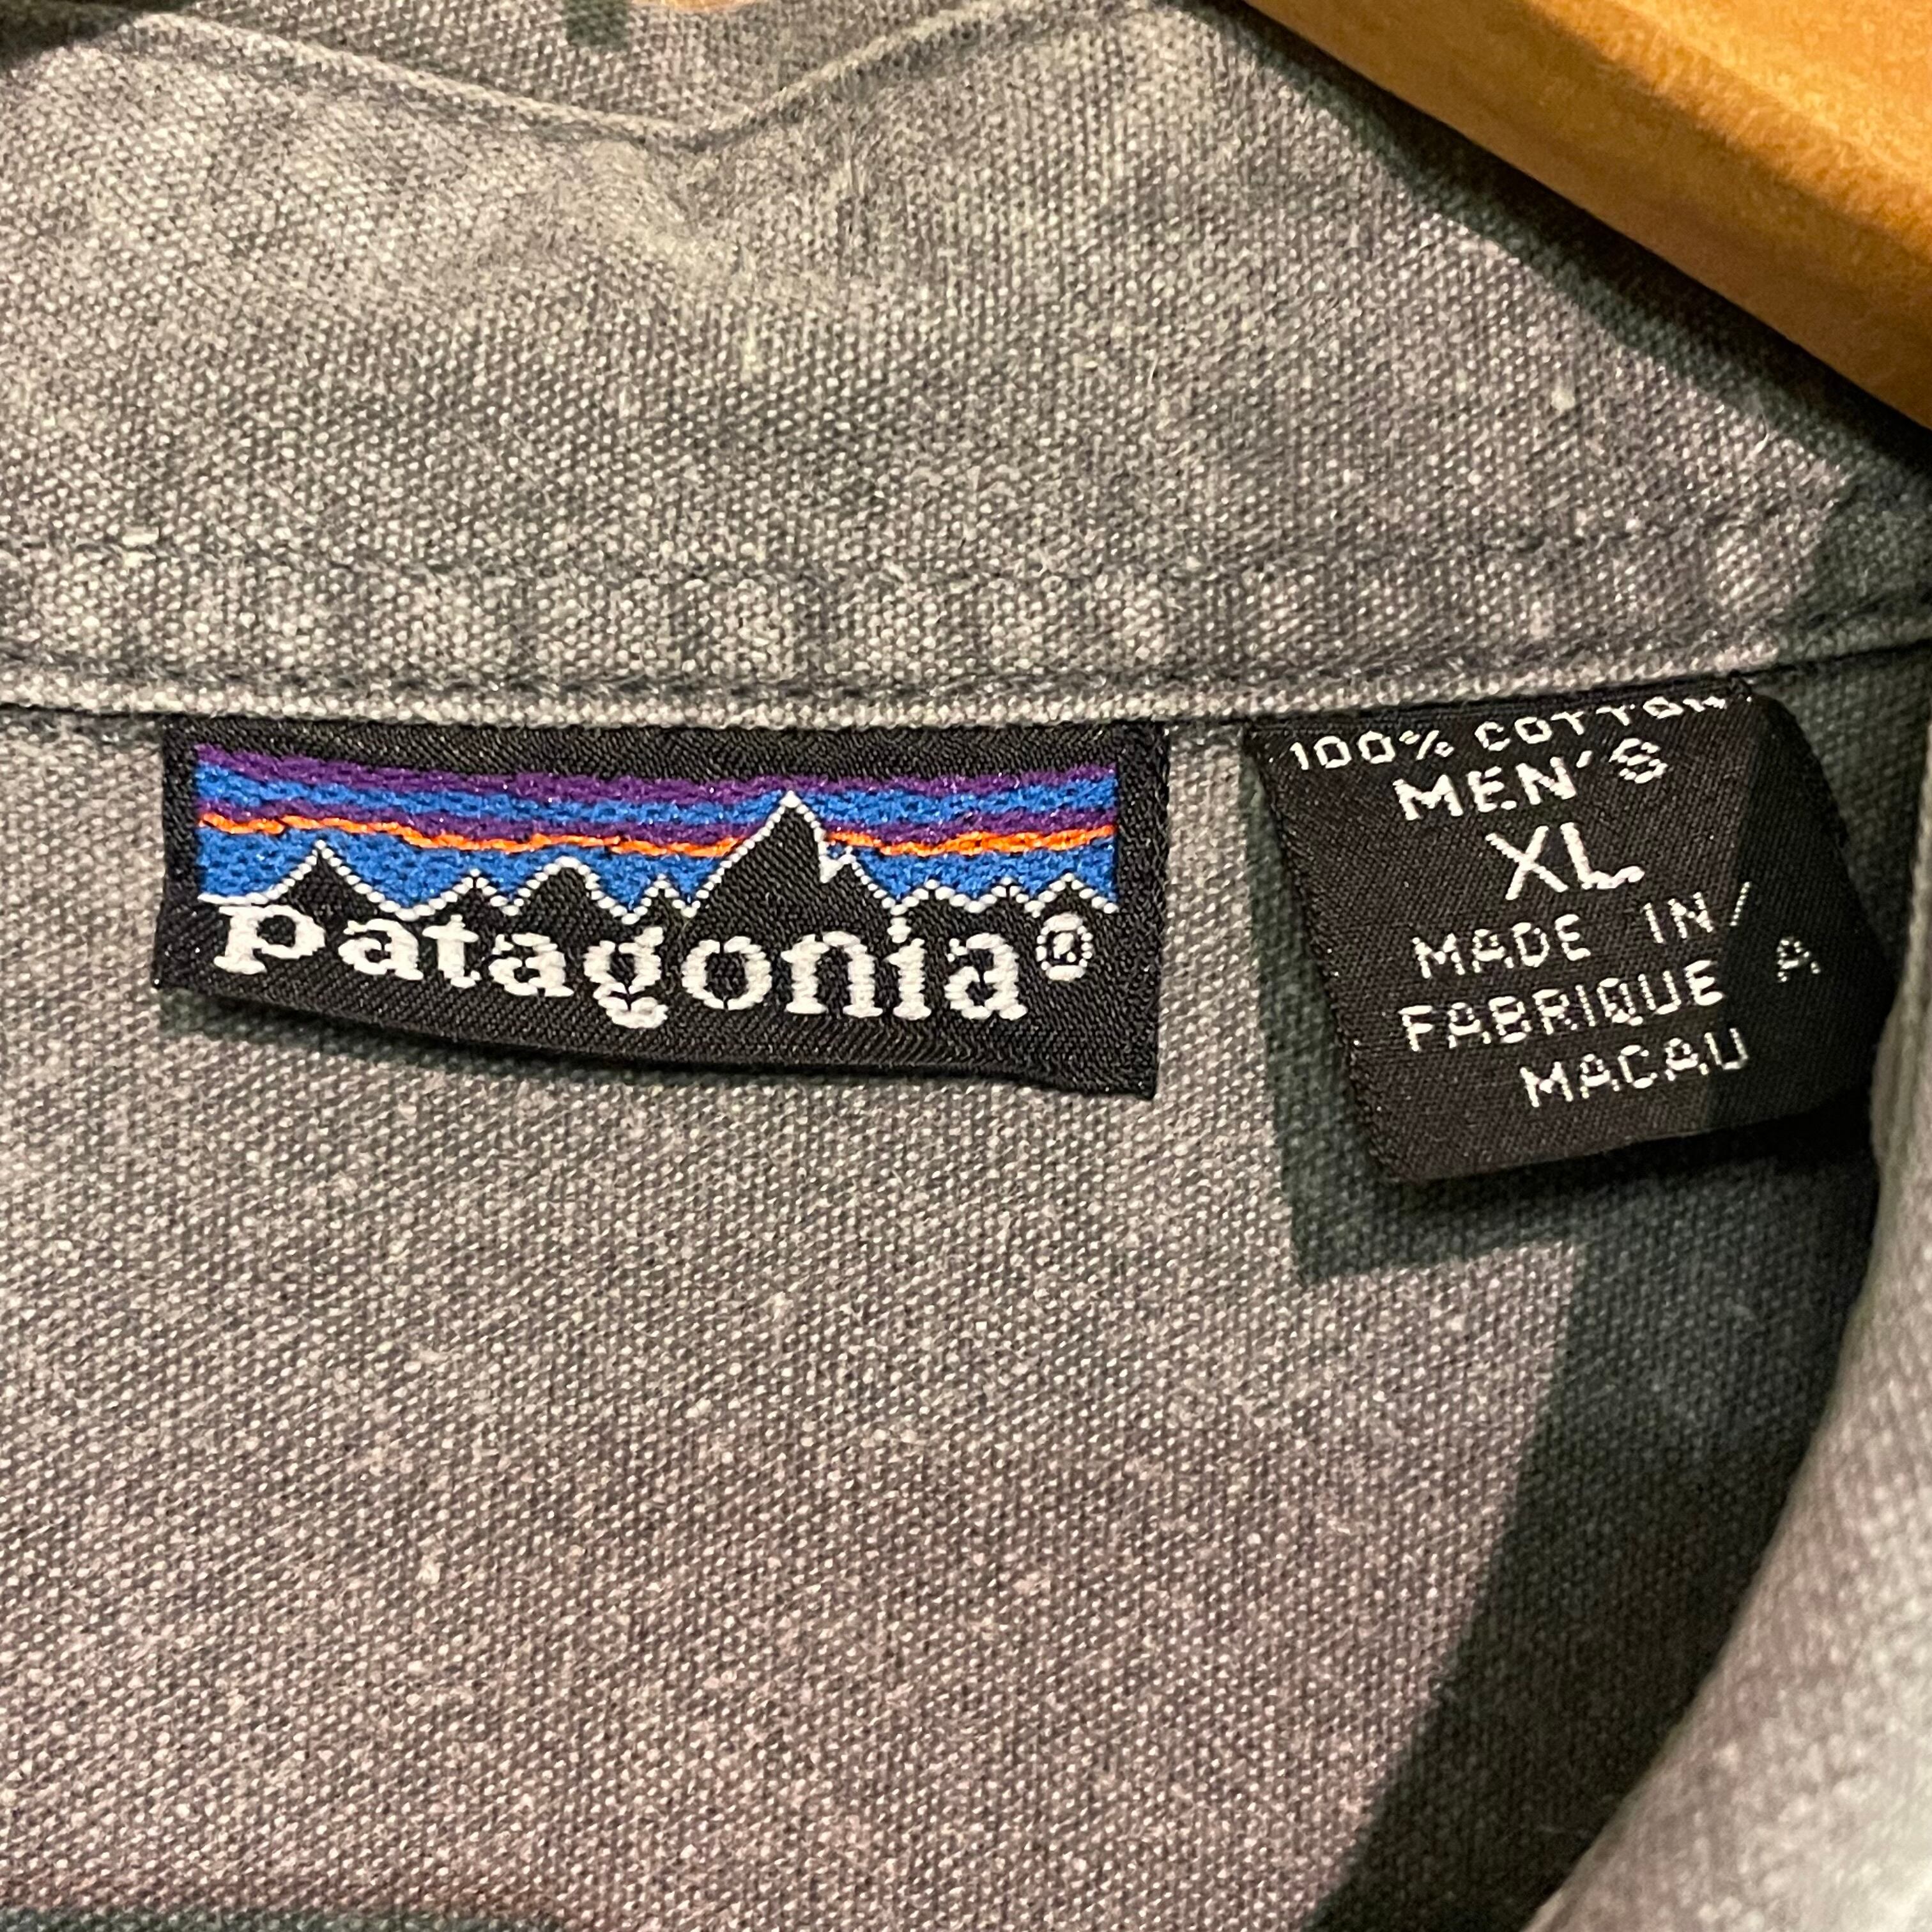 patagonia®
100% COTTON
MEN'S
XL
MADE IN/
FABRIQUE A
MACAU